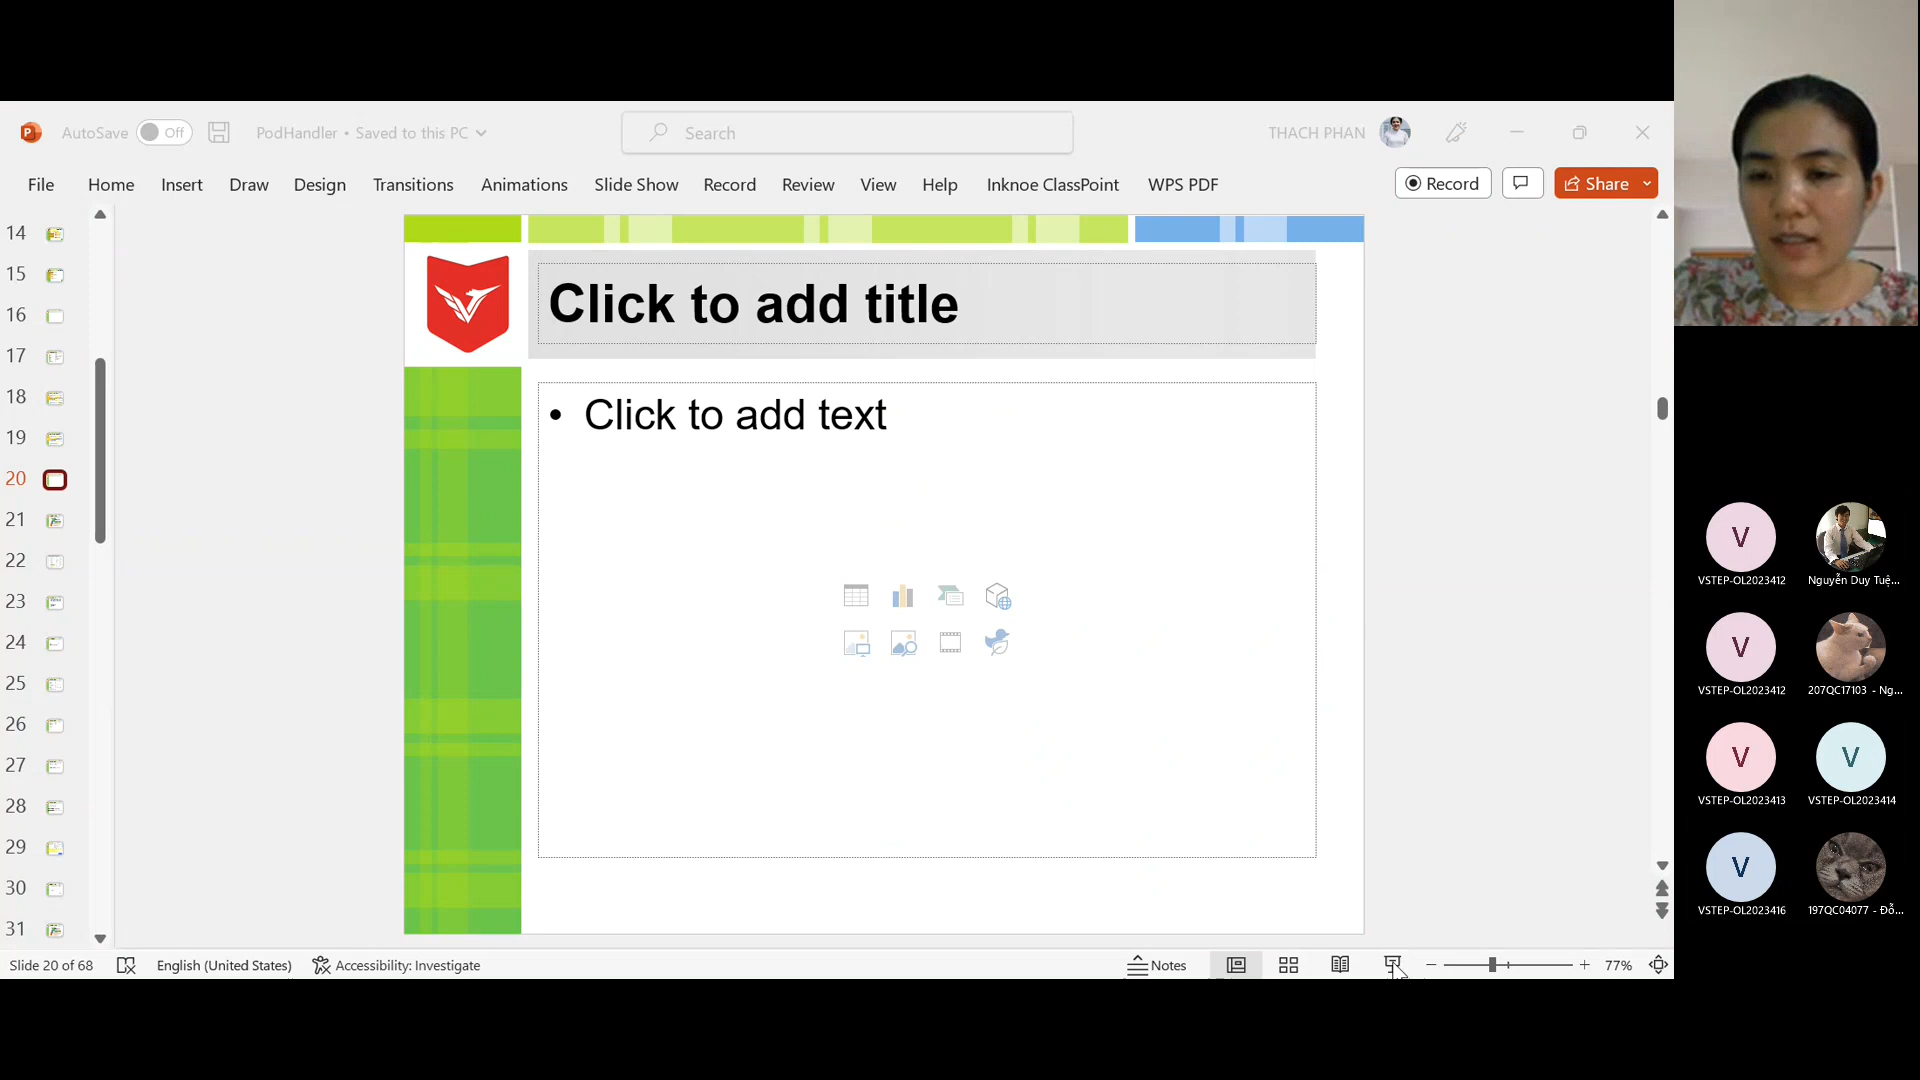 AutoSave Off PodHandler • Saved to this PC Search THACH PHAN
File Home Insert Draw Design Transitions Animations Slide Show Record Review View Help Inknoe ClassPoint WPS PDF Record Share
14
15
16
17
18
19
20
21
22
23
24
25
26
27
28
29
30
31
Click to add title
• Click to add text
Slide 20 of 68 English (United States) Accessibility: Investigate Notes 77%
V
VSTEP-OL2023412 Nguyễn Duy Tuệ...
V
VSTEP-OL2023412 207QC17103 - Ng...
V V
VSTEP-OL2023413 VSTEP-OL2023414
V
VSTEP-OL2023416 197QC04077 - Đỗ...